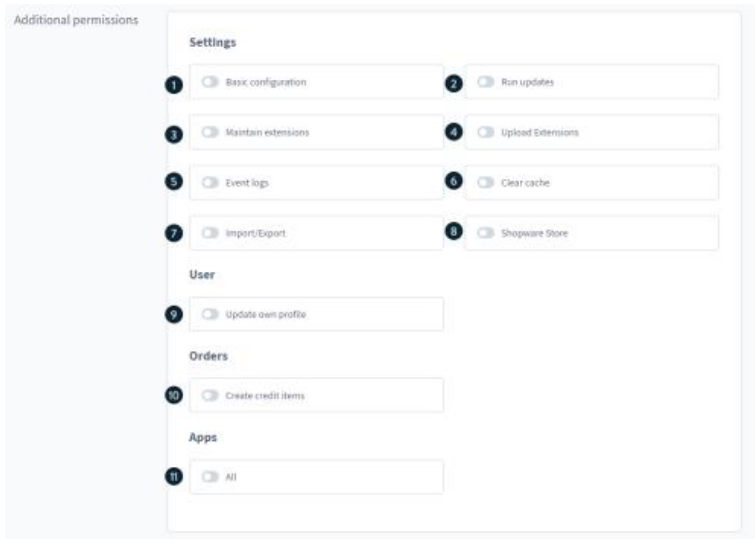 Additional permissions
Settings
1 Basic configuration 2 Run updates
3 Maintain extensions 4 Upload Extensions
5 Event logs 6 Clear cache
7 Import/Export 8 Shopware Store
User
9 Update own profile
Orders
10 Create credit items
Apps
11 All